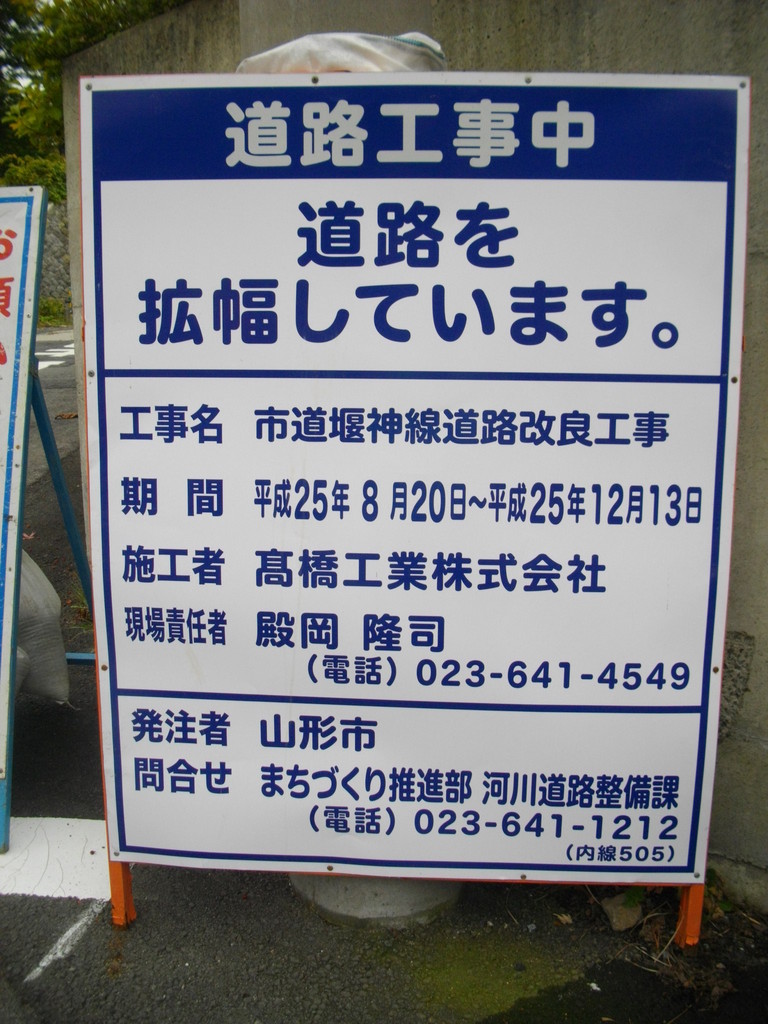 道路工事中
道路を
拡幅しています。
工事名 市道堰神線道路改良工事
期間 平成25年8月20日~平成25年12月13日
施工者 髙橋工業株式会社
現場責任者 殿岡 隆司
(電話)023-641-4549
発注者 山形市
問合せ まちづくり推進部 河川道路整備課
(電話)023-641-1212
(内線505)
お
願